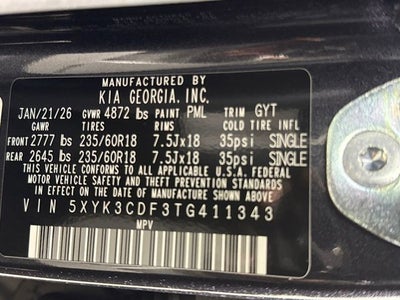 MANUFACTURED BY
KIA GEORGIA. INC.
JAN/21/26 GVWR 4872 lbs PAINT PML TRIM GYT
GAWR TIRES RIMS COLD TIRE INFL
FRONT 2777 lbs 235/60R18 7.5Jx18 35psi SINGLE
REAR 2645 lbs 235/60R18 7.5Jx18 35psi SINGLE
THIS VEHICLE CONFORMS TO ALL APPLICABLE U.S.A. FEDERAL
MOTOR VEHICLE SAFETY AND THEFT PREVENTION STANDARDS
IN EFFECT ON THE DATE OF MANUFACTURE SHOWN ABOVE.
VIN 5XYK3CDF3TG411343
MPV